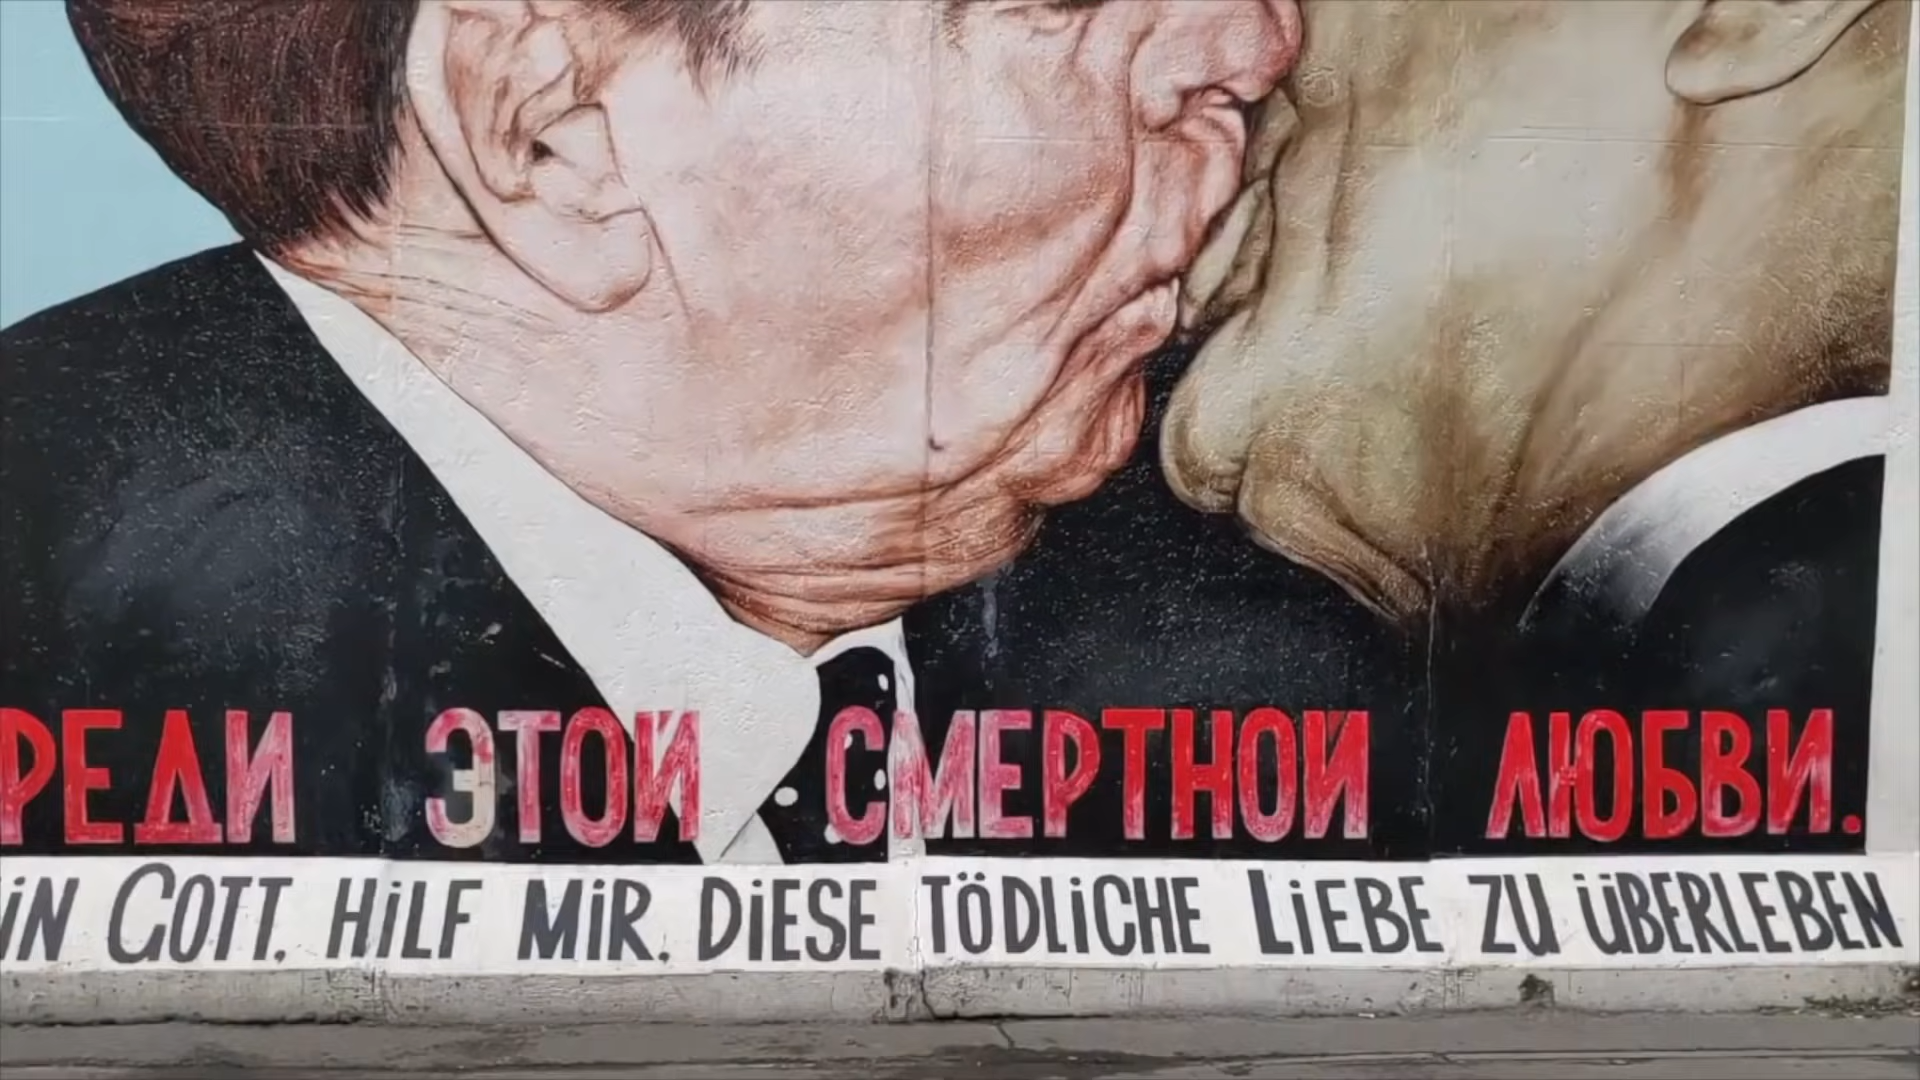 РЕДИ ЭТОЙ СМЕРТНОЙ ЛЮБВИ.
IN GOTT, HILF MIR, DIESE TÖDLICHE LIEBE ZU ÜBERLEBEN